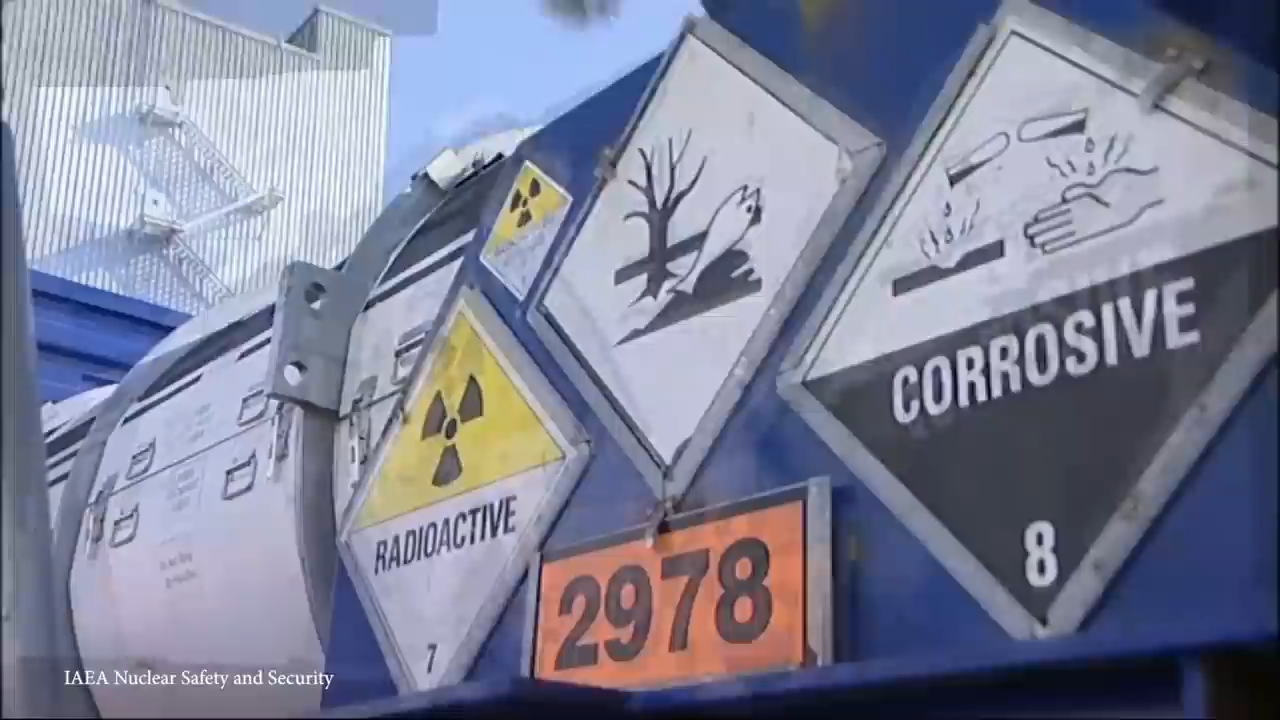 RADIOACTIVE
7
2978
CORROSIVE
8
IAEA Nuclear Safety and Security